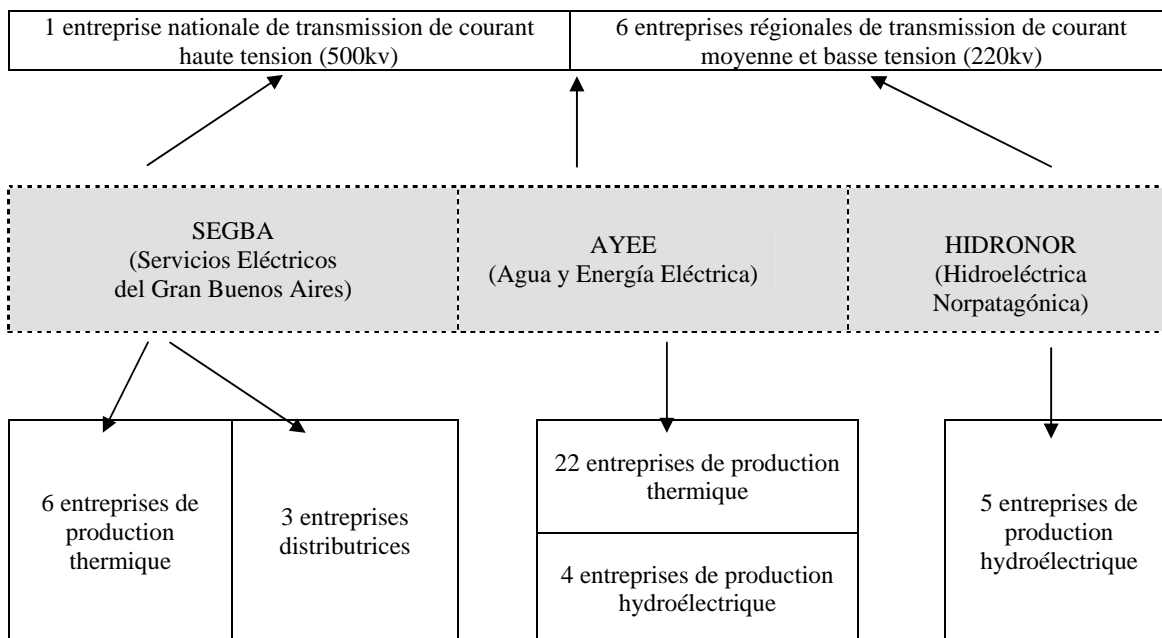 1 entreprise nationale de transmission de courant
haute tension (500kv)
6 entreprises régionales de transmission de courant
moyenne et basse tension (220kv)
SEGBA
(Servicios Eléctricos
del Gran Buenos Aires)
AYEE
(Agua y Energía Eléctrica)
HIDRONOR
(Hidroeléctrica
Norpatagónica)
6 entreprises de
production
thermique
3 entreprises
distributrices
22 entreprises de production
thermique
4 entreprises de production
hydroélectrique
5 entreprises de
production
hydroélectrique